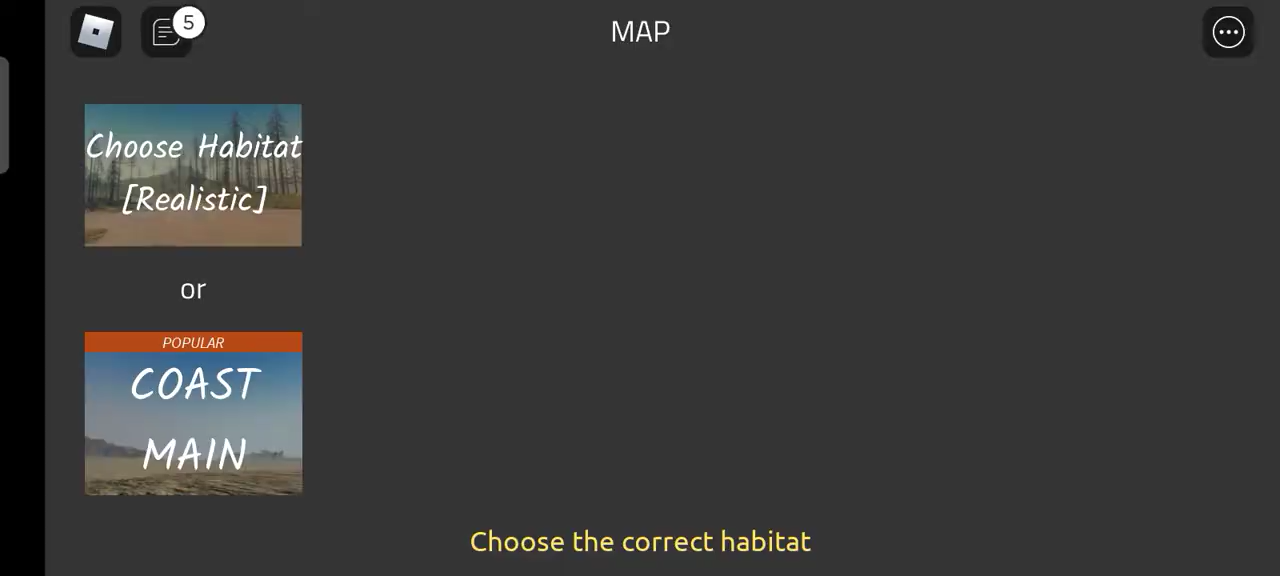 5
MAP
Choose Habitat
[Realistic]
or
POPULAR
COAST
MAIN
Choose the correct habitat